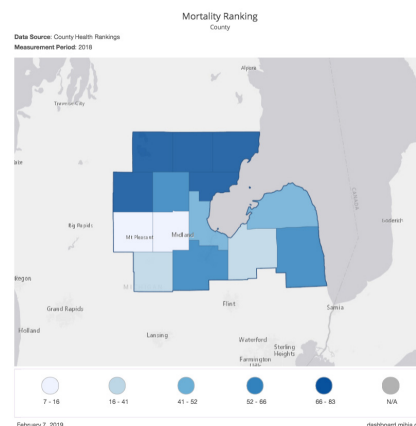 Mortality Ranking
County
Data Source: County Health Rankings
Measurement Period: 2018
Alpena
Traverse City
Big Rapids
Mt Pleasant
Midland
CANADA
Grand Rapids
Flint
Sarnia
Holland
Lansing
Waterford
Sterling
Heights
Farmington
7 - 16
16 - 41
41 - 52
52 - 66
66 - 83
N/A
February 7, 2019